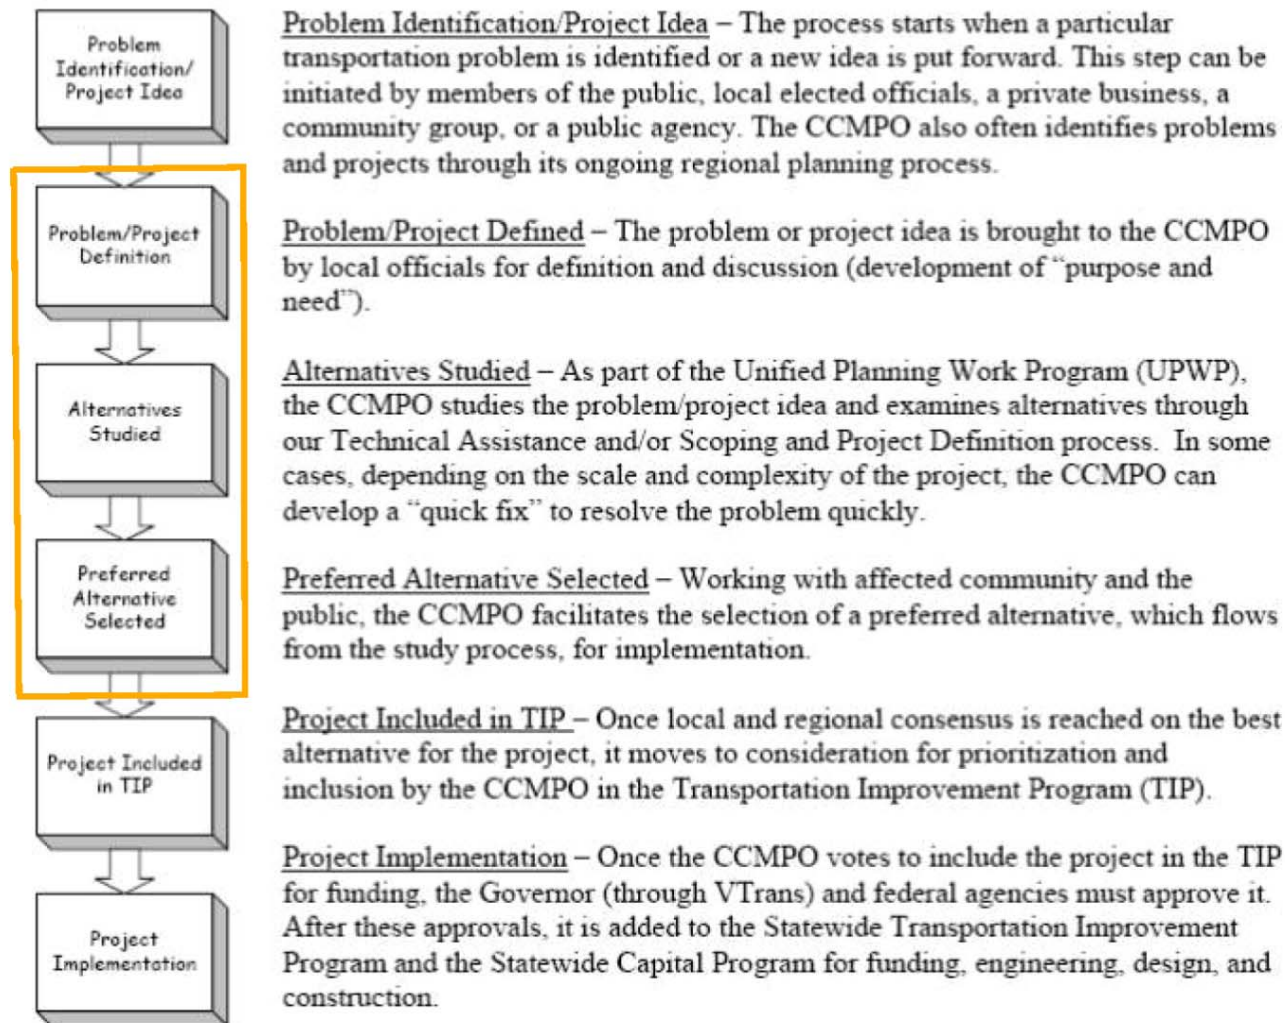 Problem
Identification/
Project Idea
Problem Identification/Project Idea – The process starts when a particular
transportation problem is identified or a new idea is put forward. This step can be
initiated by members of the public, local elected officials, a private business, a
community group, or a public agency. The CCMPO also often identifies problems
and projects through its ongoing regional planning process.
Problem/Project
Definition
Problem/Project Defined – The problem or project idea is brought to the CCMPO
by local officials for definition and discussion (development of “purpose and
need”).
Alternatives
Studied
Alternatives Studied – As part of the Unified Planning Work Program (UPWP),
the CCMPO studies the problem/project idea and examines alternatives through
our Technical Assistance and/or Scoping and Project Definition process. In some
cases, depending on the scale and complexity of the project, the CCMPO can
develop a “quick fix” to resolve the problem quickly.
Preferred
Alternative
Selected
Preferred Alternative Selected – Working with affected community and the
public, the CCMPO facilitates the selection of a preferred alternative, which flows
from the study process, for implementation.
Project Included
in TIP
Project Included in TIP – Once local and regional consensus is reached on the best
alternative for the project, it moves to consideration for prioritization and
inclusion by the CCMPO in the Transportation Improvement Program (TIP).
Project
Implementation
Project Implementation – Once the CCMPO votes to include the project in the TIP
for funding, the Governor (through VTrans) and federal agencies must approve it.
After these approvals, it is added to the Statewide Transportation Improvement
Program and the Statewide Capital Program for funding, engineering, design, and
construction.